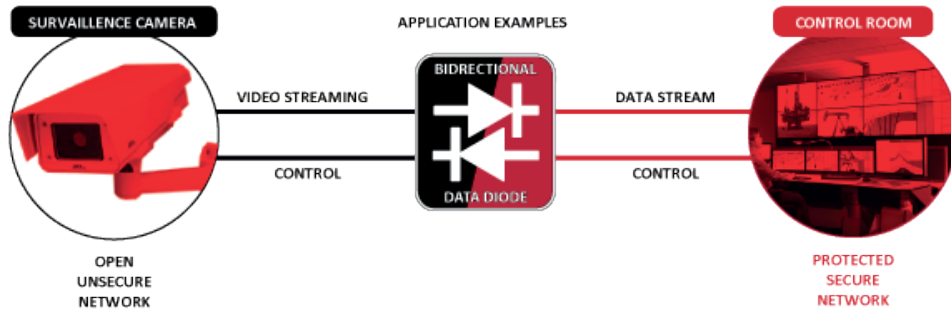 SURVAILLENCE CAMERA
APPLICATION EXAMPLES
CONTROL ROOM
BIDRECTIONAL
VIDEO STREAMING
DATA STREAM
CONTROL
CONTROL
DATA DIODE
OPEN
UNSECURE
NETWORK
PROTECTED
SECURE
NETWORK